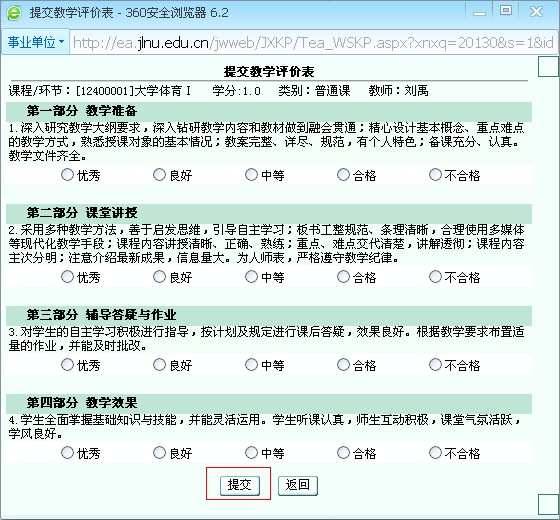 提交教学评价表 - 360安全浏览器 6.2
事业单位 http://ea.jlnu.edu.cn/jwweb/JXKP/Tea_WSKP.aspx?xnxq=20130&s=1&id
提交教学评价表
课程/环节：[12400001]大学体育Ⅰ 学分:1.0 类别：普通课 教师：刘禹
第一部分 教学准备
1.深入研究教学大纲要求，深入钻研教学内容和教材做到融会贯通；精心设计基本概念、重点难点
的教学方式，熟悉授课对象的基本情况；教案完整、详尽、规范，有个人特色；备课充分、认真。
教学文件齐全。
优秀 良好 中等 合格 不合格
第二部分 课堂讲授
2.采用多种教学方法，善于启发思维，引导自主学习；板书工整规范、条理清晰，合理使用多媒体
等现代化教学手段；课程内容讲授清晰、正确、熟练；重点、难点交代清楚，讲解透彻；课程内容
主次分明；注意介绍最新成果，信息量大。为人师表，严格遵守教学纪律。
优秀 良好 中等 合格 不合格
第三部分 辅导答疑与作业
3.对学生的自主学习积极进行指导，按计划及规定进行课后答疑，效果良好。根据教学要求布置适
量的作业，并能及时批改。
优秀 良好 中等 合格 不合格
第四部分 教学效果
4.学生全面掌握基础知识与技能，并能灵活运用。学生听课认真，师生互动积极，课堂气氛活跃，
学风良好。
优秀 良好 中等 合格 不合格
提交 返回